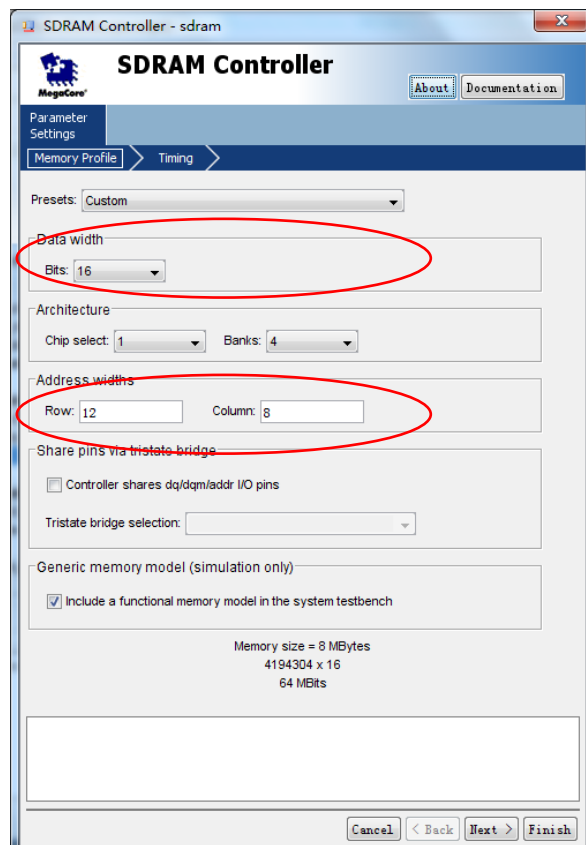 SDRAM Controller - sdram
MegaCore®
SDRAM Controller
About Documentation
Parameter
Settings
Memory Profile Timing
Presets: Custom
Data width
Bits: 16
Architecture
Chip select: 1 Banks: 4
Address widths
Row: 12 Column: 8
Share pins via tristate bridge
Controller shares dq/dqm/addr I/O pins
Tristate bridge selection:
Generic memory model (simulation only)
Include a functional memory model in the system testbench
Memory size = 8 MBytes
4194304 x 16
64 MBits
Cancel < Back Next > Finish